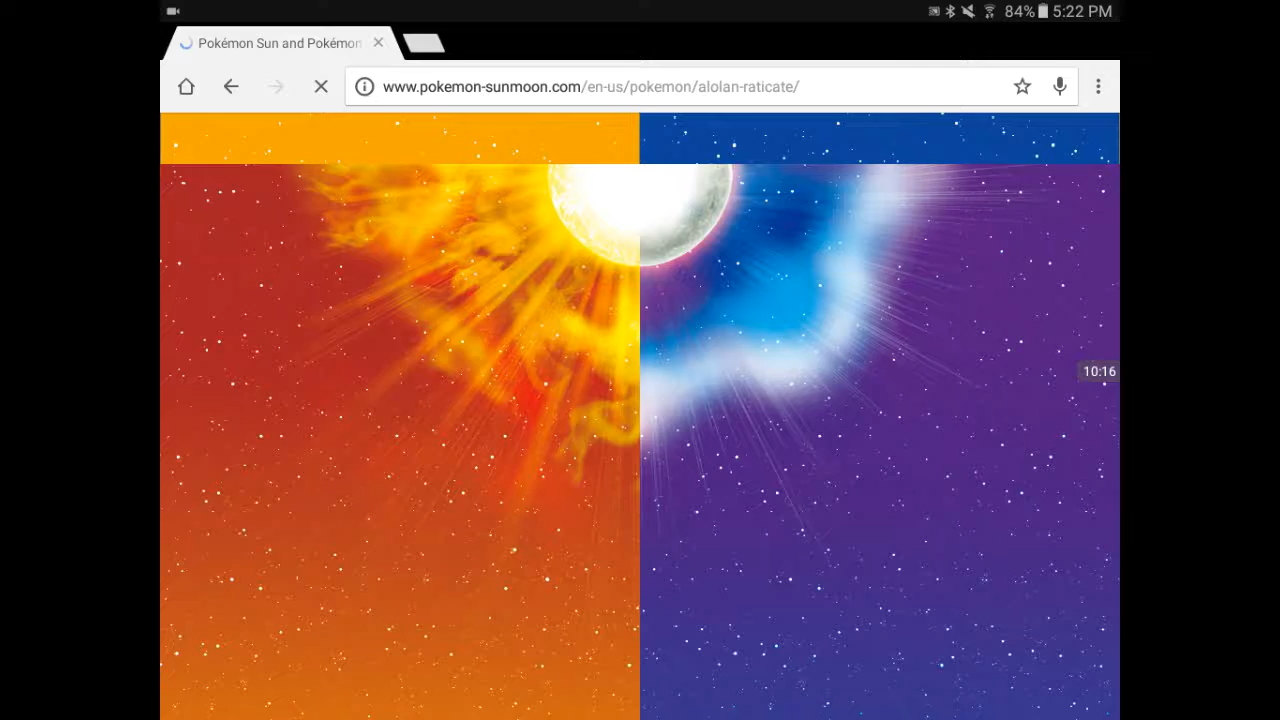 84% 5:22 PM
Pokémon Sun and Pokémon
www.pokemon-sunmoon.com/en-us/pokemon/alolan-raticate/
10:16